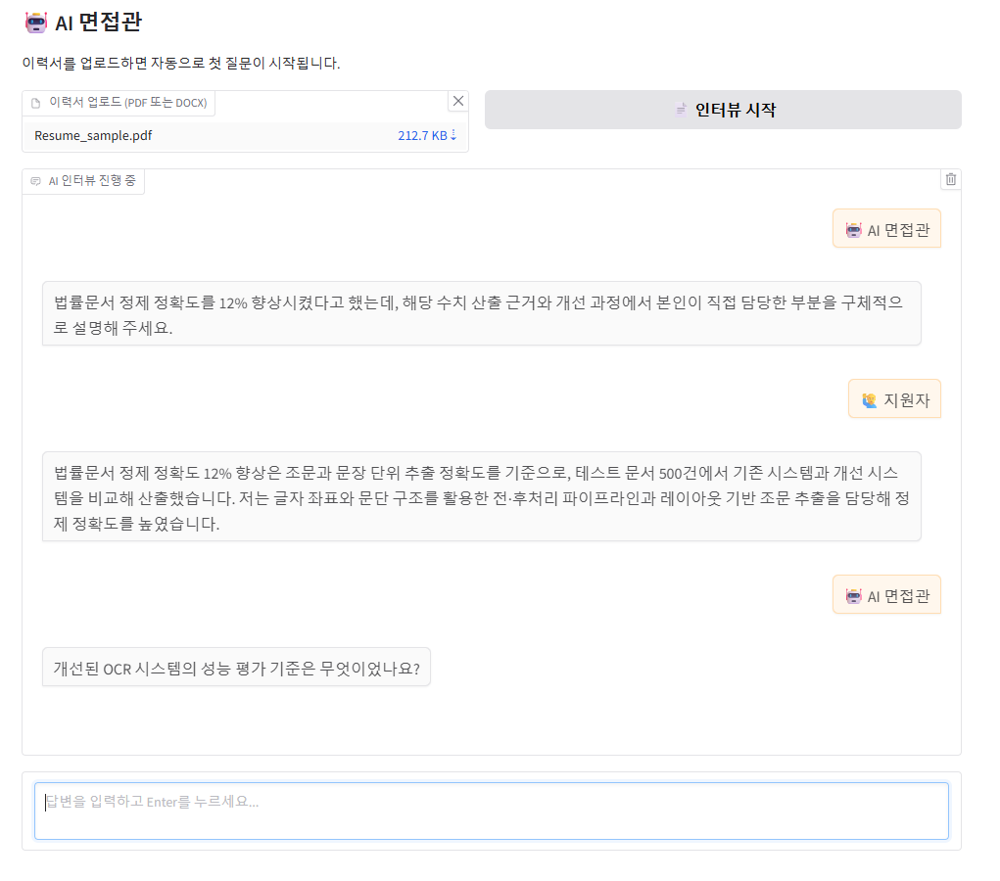 🤖 AI 면접관
이력서를 업로드하면 자동으로 첫 질문이 시작됩니다.
이력서 업로드 (PDF 또는 DOCX)
Resume_sample.pdf 212.7 KB ↓
인터뷰 시작
AI 인터뷰 진행 중
🤖 AI 면접관
법률문서 정제 정확도를 12% 향상시켰다고 했는데, 해당 수치 산출 근거와 개선 과정에서 본인이 직접 담당한 부분을 구체적으
로 설명해 주세요.
🙋 지원자
법률문서 정제 정확도 12% 향상은 조문과 문장 단위 추출 정확도를 기준으로, 테스트 문서 500건에서 기존 시스템과 개선 시스
템을 비교해 산출했습니다. 저는 글자 좌표와 문단 구조를 활용한 전·후처리 파이프라인과 레이아웃 기반 조문 추출을 담당해 정
제 정확도를 높였습니다.
🤖 AI 면접관
개선된 OCR 시스템의 성능 평가 기준은 무엇이었나요?
답변을 입력하고 Enter를 누르세요...